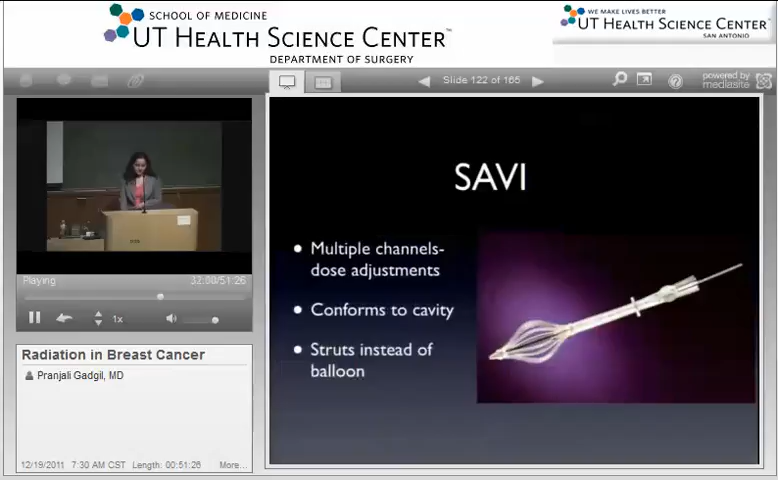 SCHOOL OF MEDICINE
UT HEALTH SCIENCE CENTER™
DEPARTMENT OF SURGERY
WE MAKE LIVES BETTER
UT HEALTH SCIENCE CENTER
SAN ANTONIO
Slide 122 of 165
powered by
mediasite
Playing
32:00/51:26
1x
Radiation in Breast Cancer
Pranjali Gadgil, MD
12/19/2011 7:30 AM CST Length: 00:51:26 More...
SAVI
• Multiple channels-
dose adjustments
• Conforms to cavity
• Struts instead of
balloon